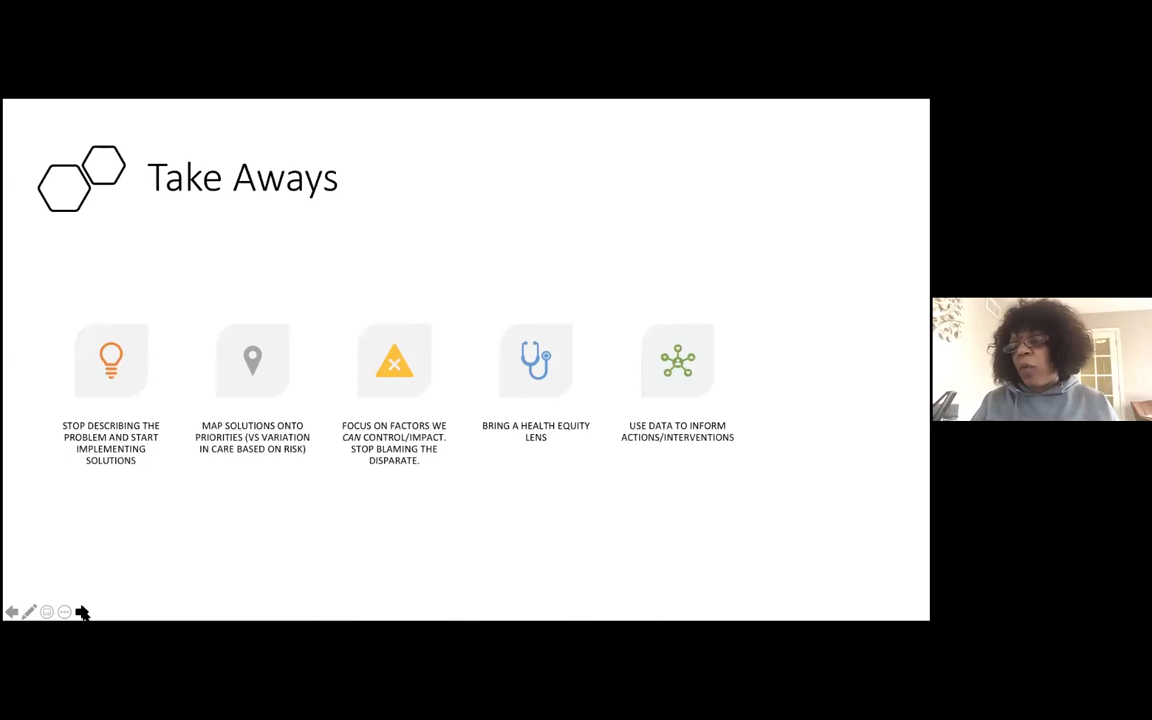 Take Aways
STOP DESCRIBING THE
PROBLEM AND START
IMPLEMENTING
SOLUTIONS
MAP SOLUTIONS ONTO
PRIORITIES (VS VARIATION
IN CARE BASED ON RISK)
FOCUS ON FACTORS WE
CAN CONTROL/IMPACT.
STOP BLAMING THE
DISPARATE.
BRING A HEALTH EQUITY
LENS
USE DATA TO INFORM
ACTIONS/INTERVENTIONS